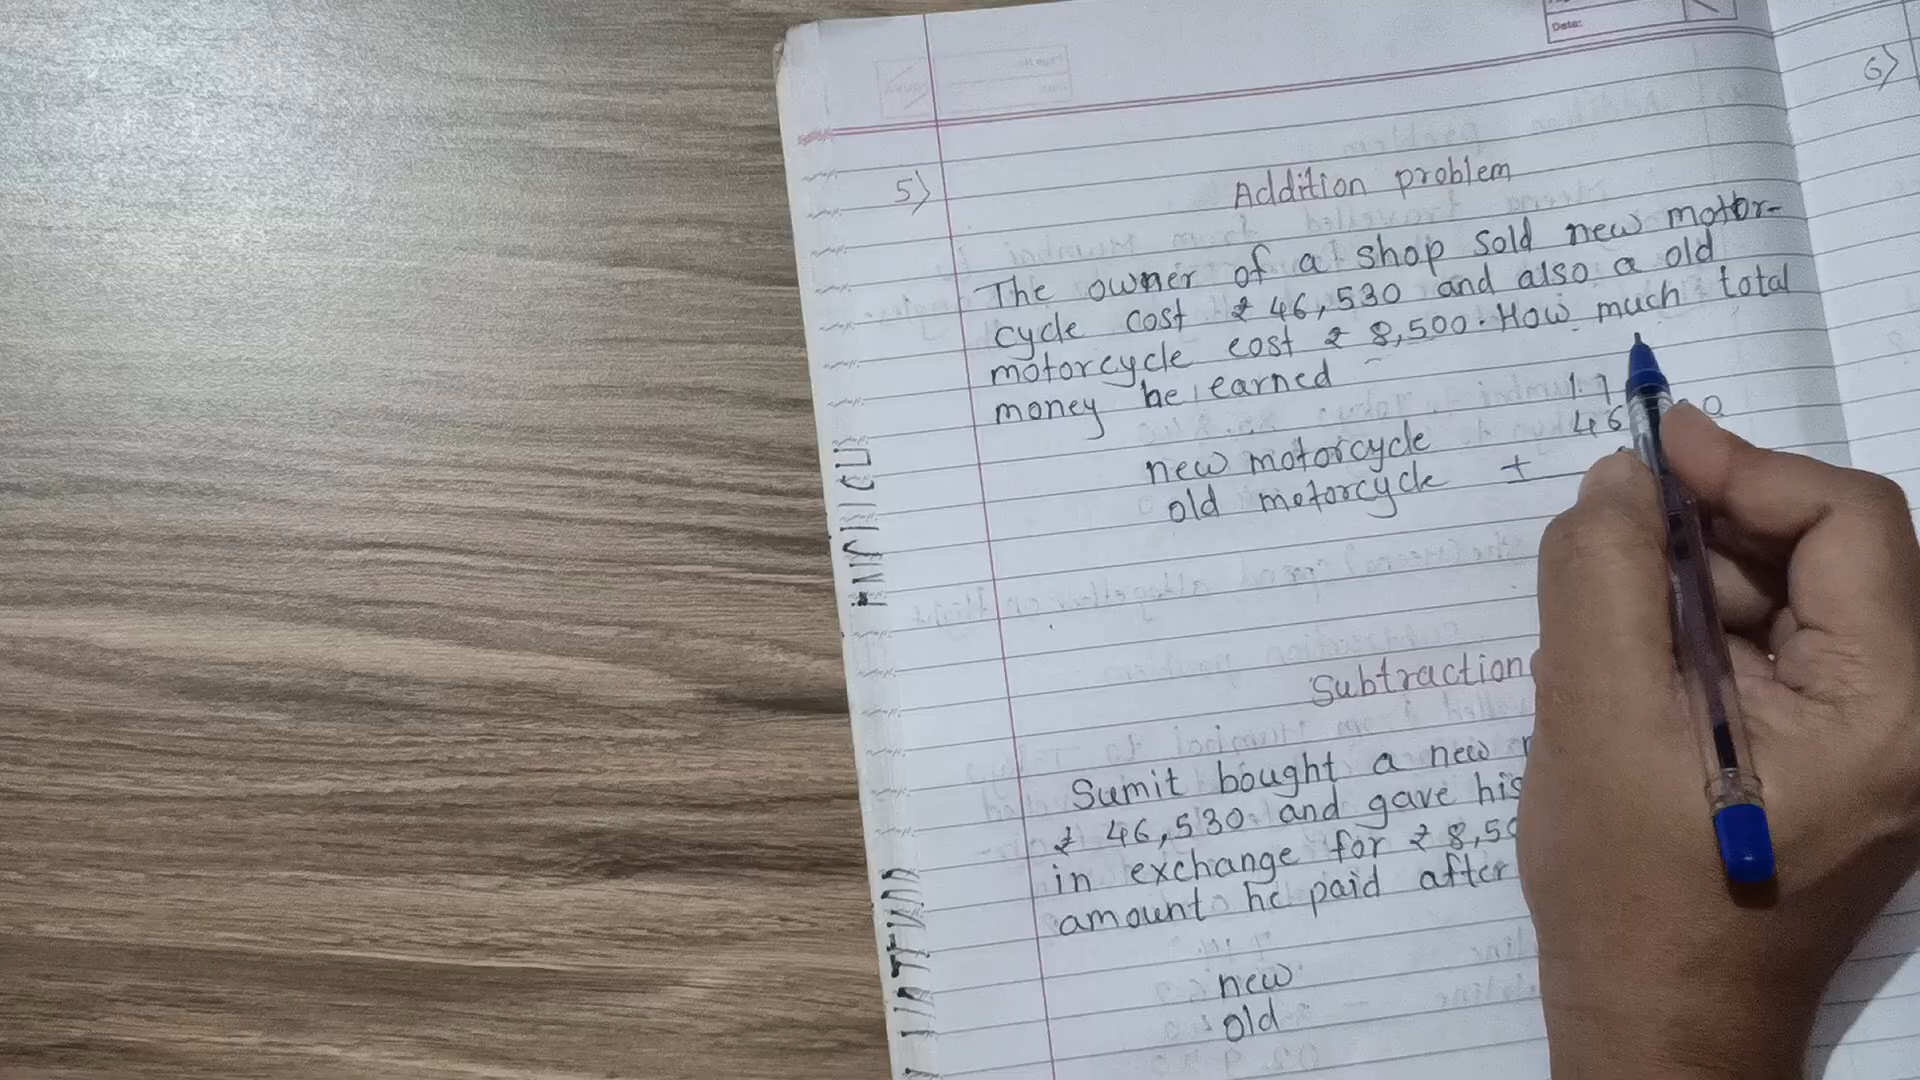 Date:
6)
5)
Addition problem
The owner of a shop sold new motor-
cycle cost ₹ 46,530 and also a old
motorcycle cost ₹ 8,500. How much total
money he earned
1 1
new motorcycle 46
old motorcycle +
Subtraction
Sumit bought a new
₹ 46,530 and gave his
in exchange for ₹ 8,50
amount he paid after
new
old